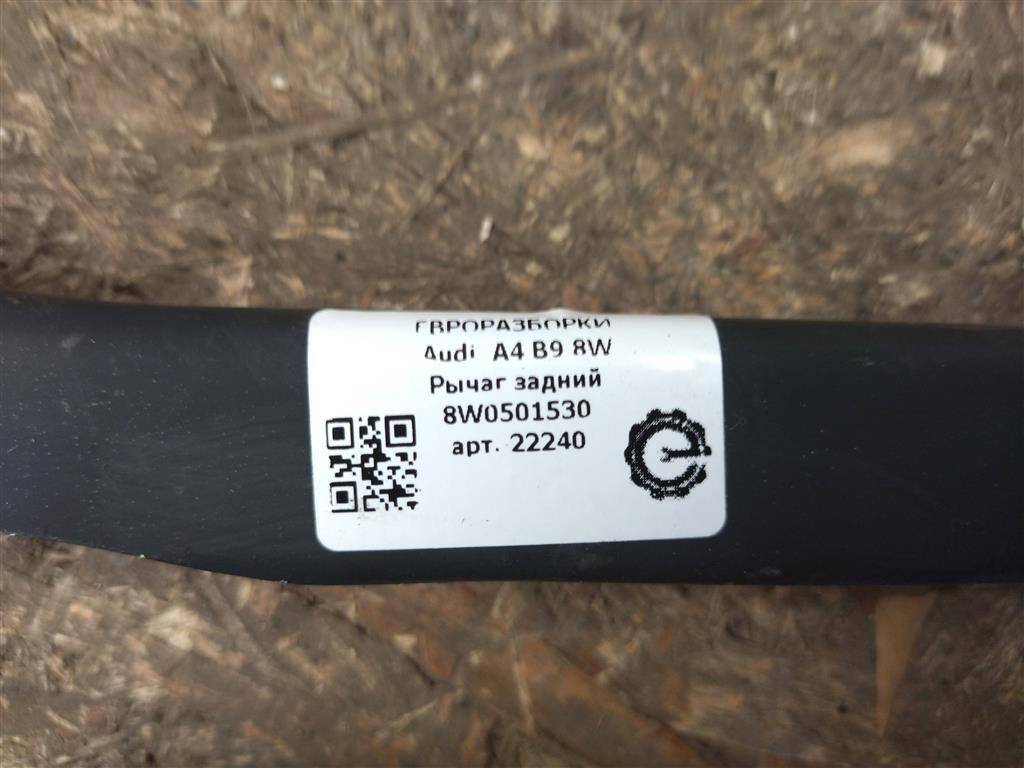 ЕВРОРАЗБОРКИ
Audi A4 B9 8W
Рычаг задний
8W0501530
арт. 22240